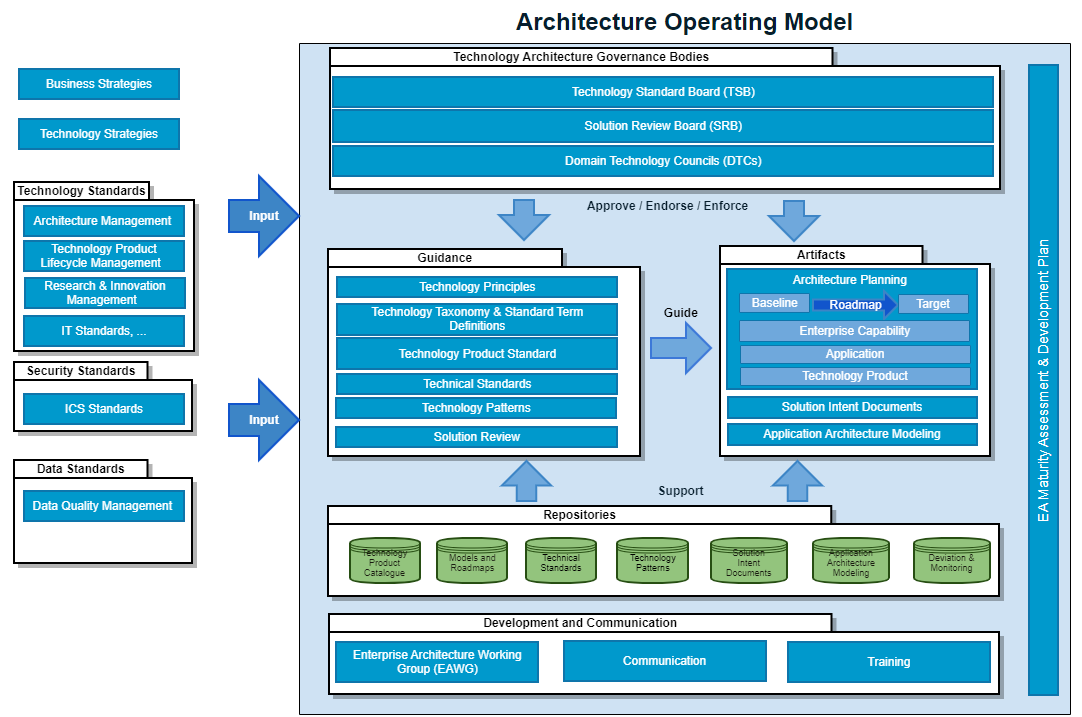 Architecture Operating Model
Business Strategies
Technology Strategies
Technology Standards
Architecture Management
Technology Product
Lifecycle Management
Research & Innovation
Management
IT Standards, ...
Security Standards
ICS Standards
Data Standards
Data Quality Management
Input
Input
Technology Architecture Governance Bodies
Technology Standard Board (TSB)
Solution Review Board (SRB)
Domain Technology Councils (DTCs)
Approve / Endorse / Enforce
Guidance
Technology Principles
Technology Taxonomy & Standard Term
Definitions
Technology Product Standard
Technical Standards
Technology Patterns
Solution Review
Guide
Artifacts
Architecture Planning
Baseline
Roadmap
Target
Enterprise Capability
Application
Technology Product
Solution Intent Documents
Application Architecture Modeling
Support
Repositories
Technology
Product
Catalogue
Models and
Roadmaps
Technical
Standards
Technology
Patterns
Solution
Intent
Documents
Application
Architecture
Modeling
Deviation &
Monitoring
Development and Communication
Enterprise Architecture Working
Group (EAWG)
Communication
Training
EA Maturity Assessment & Development Plan